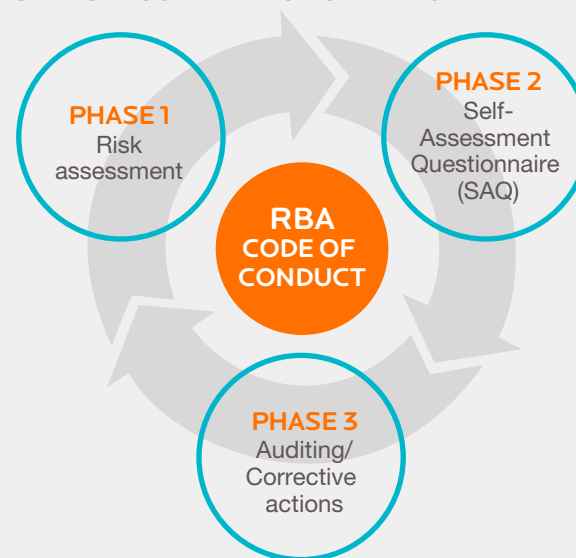 PHASE 1
Risk
assessment
PHASE 2
Self-
Assessment
Questionnaire
(SAQ)
RBA
CODE OF
CONDUCT
PHASE 3
Auditing/
Corrective
actions